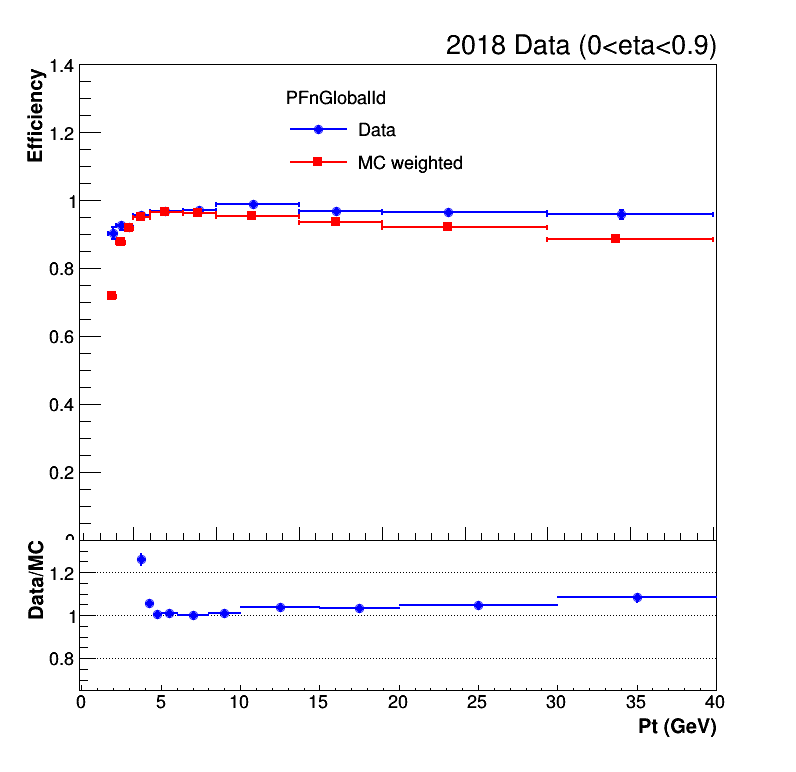 2018 Data (0<eta<0.9)
Efficiency
1.4
1.2
1
0.8
0.6
0.4
0.2
0
PFnGlobalId
Data
MC weighted
Data/MC
1.2
1
0.8
0 5 10 15 20 25 30 35 40
Pt (GeV)